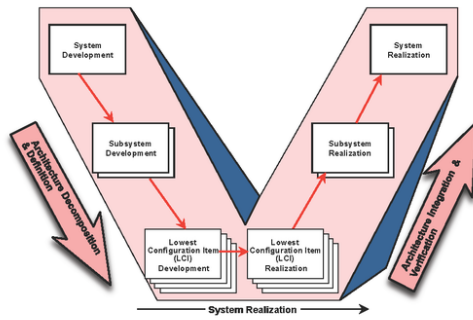 System
Development
System
Realization
Subsystem
Development
Subsystem
Realization
Architecture Decomposition
& Definition
Architecture Integration &
Verification
Lowest
Configuration Item
(LCI)
Development
Lowest
Configuration Item
(LCI)
Realization
System Realization